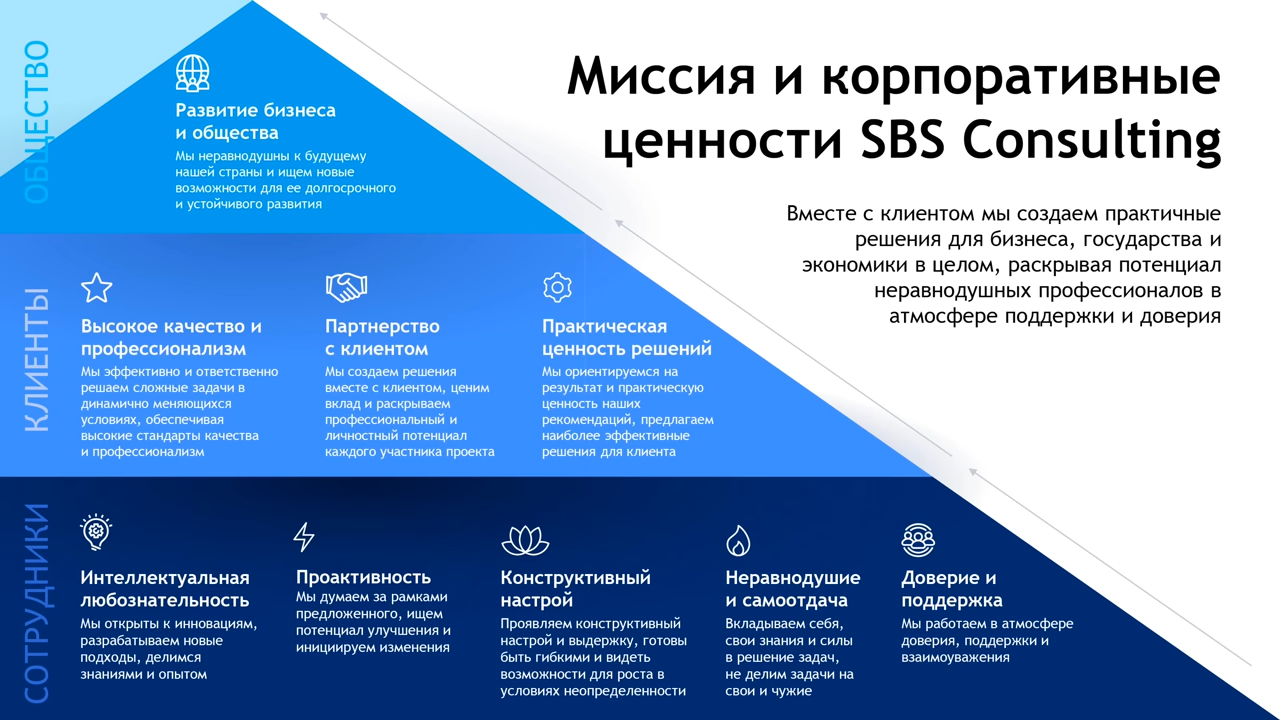 Миссия и корпоративные
ценности SBS Consulting
Вместе с клиентом мы создаем практичные
решения для бизнеса, государства и
экономики в целом, раскрывая потенциал
неравнодушных профессионалов в
атмосфере поддержки и доверия
ОБЩЕСТВО
Развитие бизнеса
и общества
Мы неравнодушны к будущему
нашей страны и ищем новые
возможности для ее долгосрочного
и устойчивого развития
КЛИЕНТЫ
Высокое качество и
профессионализм
Мы эффективно и ответственно
решаем сложные задачи в
динамично меняющихся
условиях, обеспечивая
высокие стандарты качества
и профессионализм
Партнерство
с клиентом
Мы создаем решения
вместе с клиентом, ценим
вклад и раскрываем
профессиональный и
личностный потенциал
каждого участника проекта
Практическая
ценность решений
Мы ориентируемся на
результат и практическую
ценность наших
рекомендаций, предлагаем
наиболее эффективные
решения для клиента
СОТРУДНИКИ
Интеллектуальная
любознательность
Мы открыты к инновациям,
разрабатываем новые
подходы, делимся
знаниями и опытом
Проактивность
Мы думаем за рамками
предложенного, ищем
потенциал улучшения и
инициируем изменения
Конструктивный
настрой
Проявляем конструктивный
настрой и выдержку, готовы
быть гибкими и видеть
возможности для роста в
условиях неопределенности
Неравнодушие
и самоотдача
Вкладываем себя,
свои знания и силы
в решение задач,
не делим задачи на
свои и чужие
Доверие и
поддержка
Мы работаем в атмосфере
доверия, поддержки и
взаимоуважения